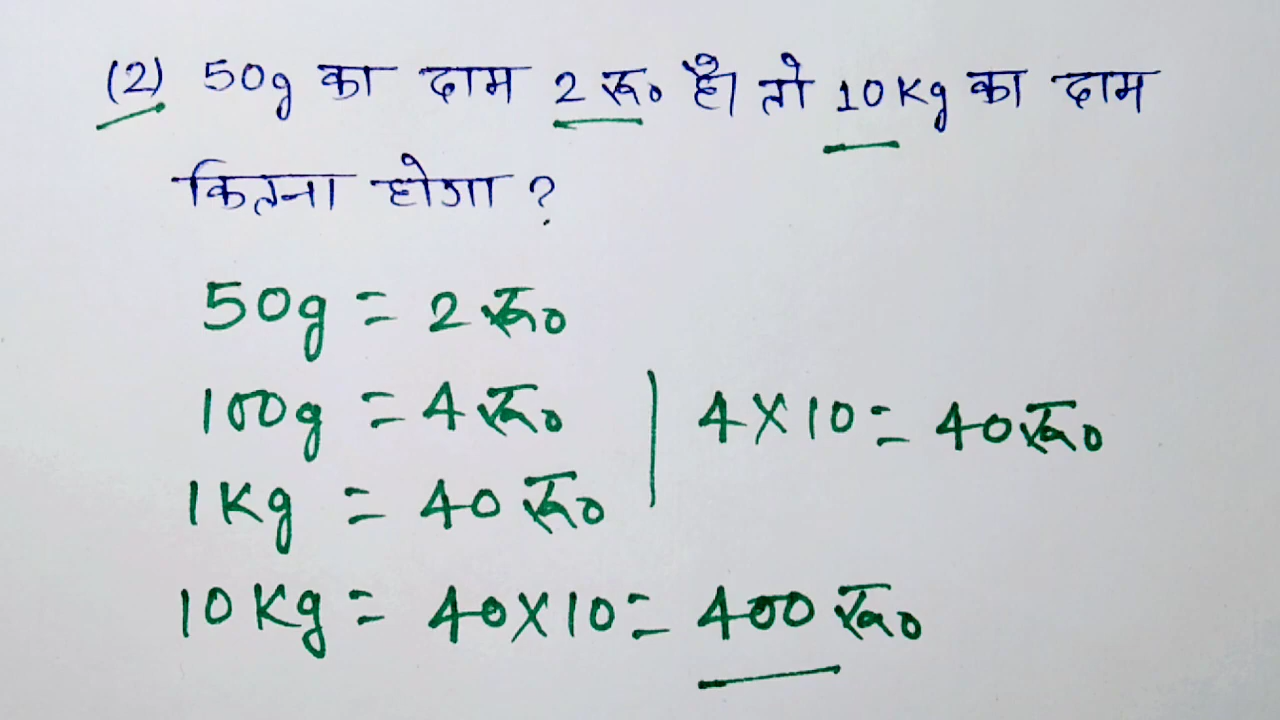 (2) 50g का दाम 2 रू० है। तो 10Kg का दाम
कितना होगा ?
50g = 2 रू०
100g = 4 रू०
4 X 10 = 40 रू०
1Kg = 40 रू०
10Kg = 40 X 10 = 400 रू०